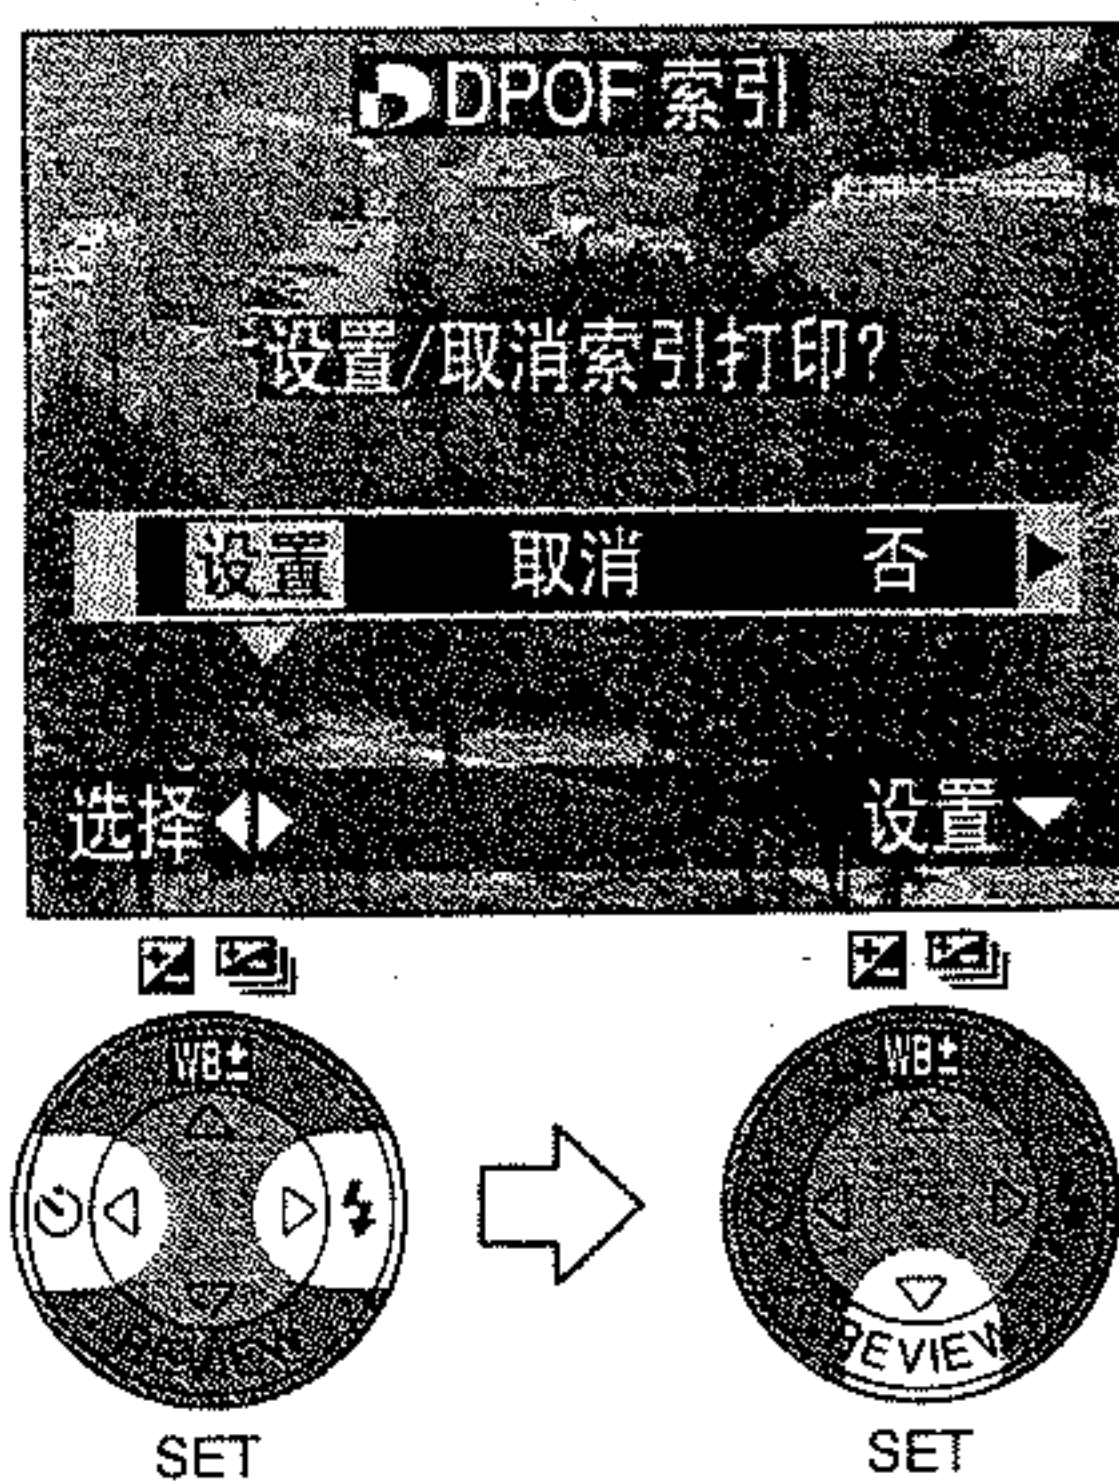 DPOF 索引
设置/取消索引打印?
设置 取消 否
选择 设置
WB± WB±
REVIEW REVIEW
SET SET